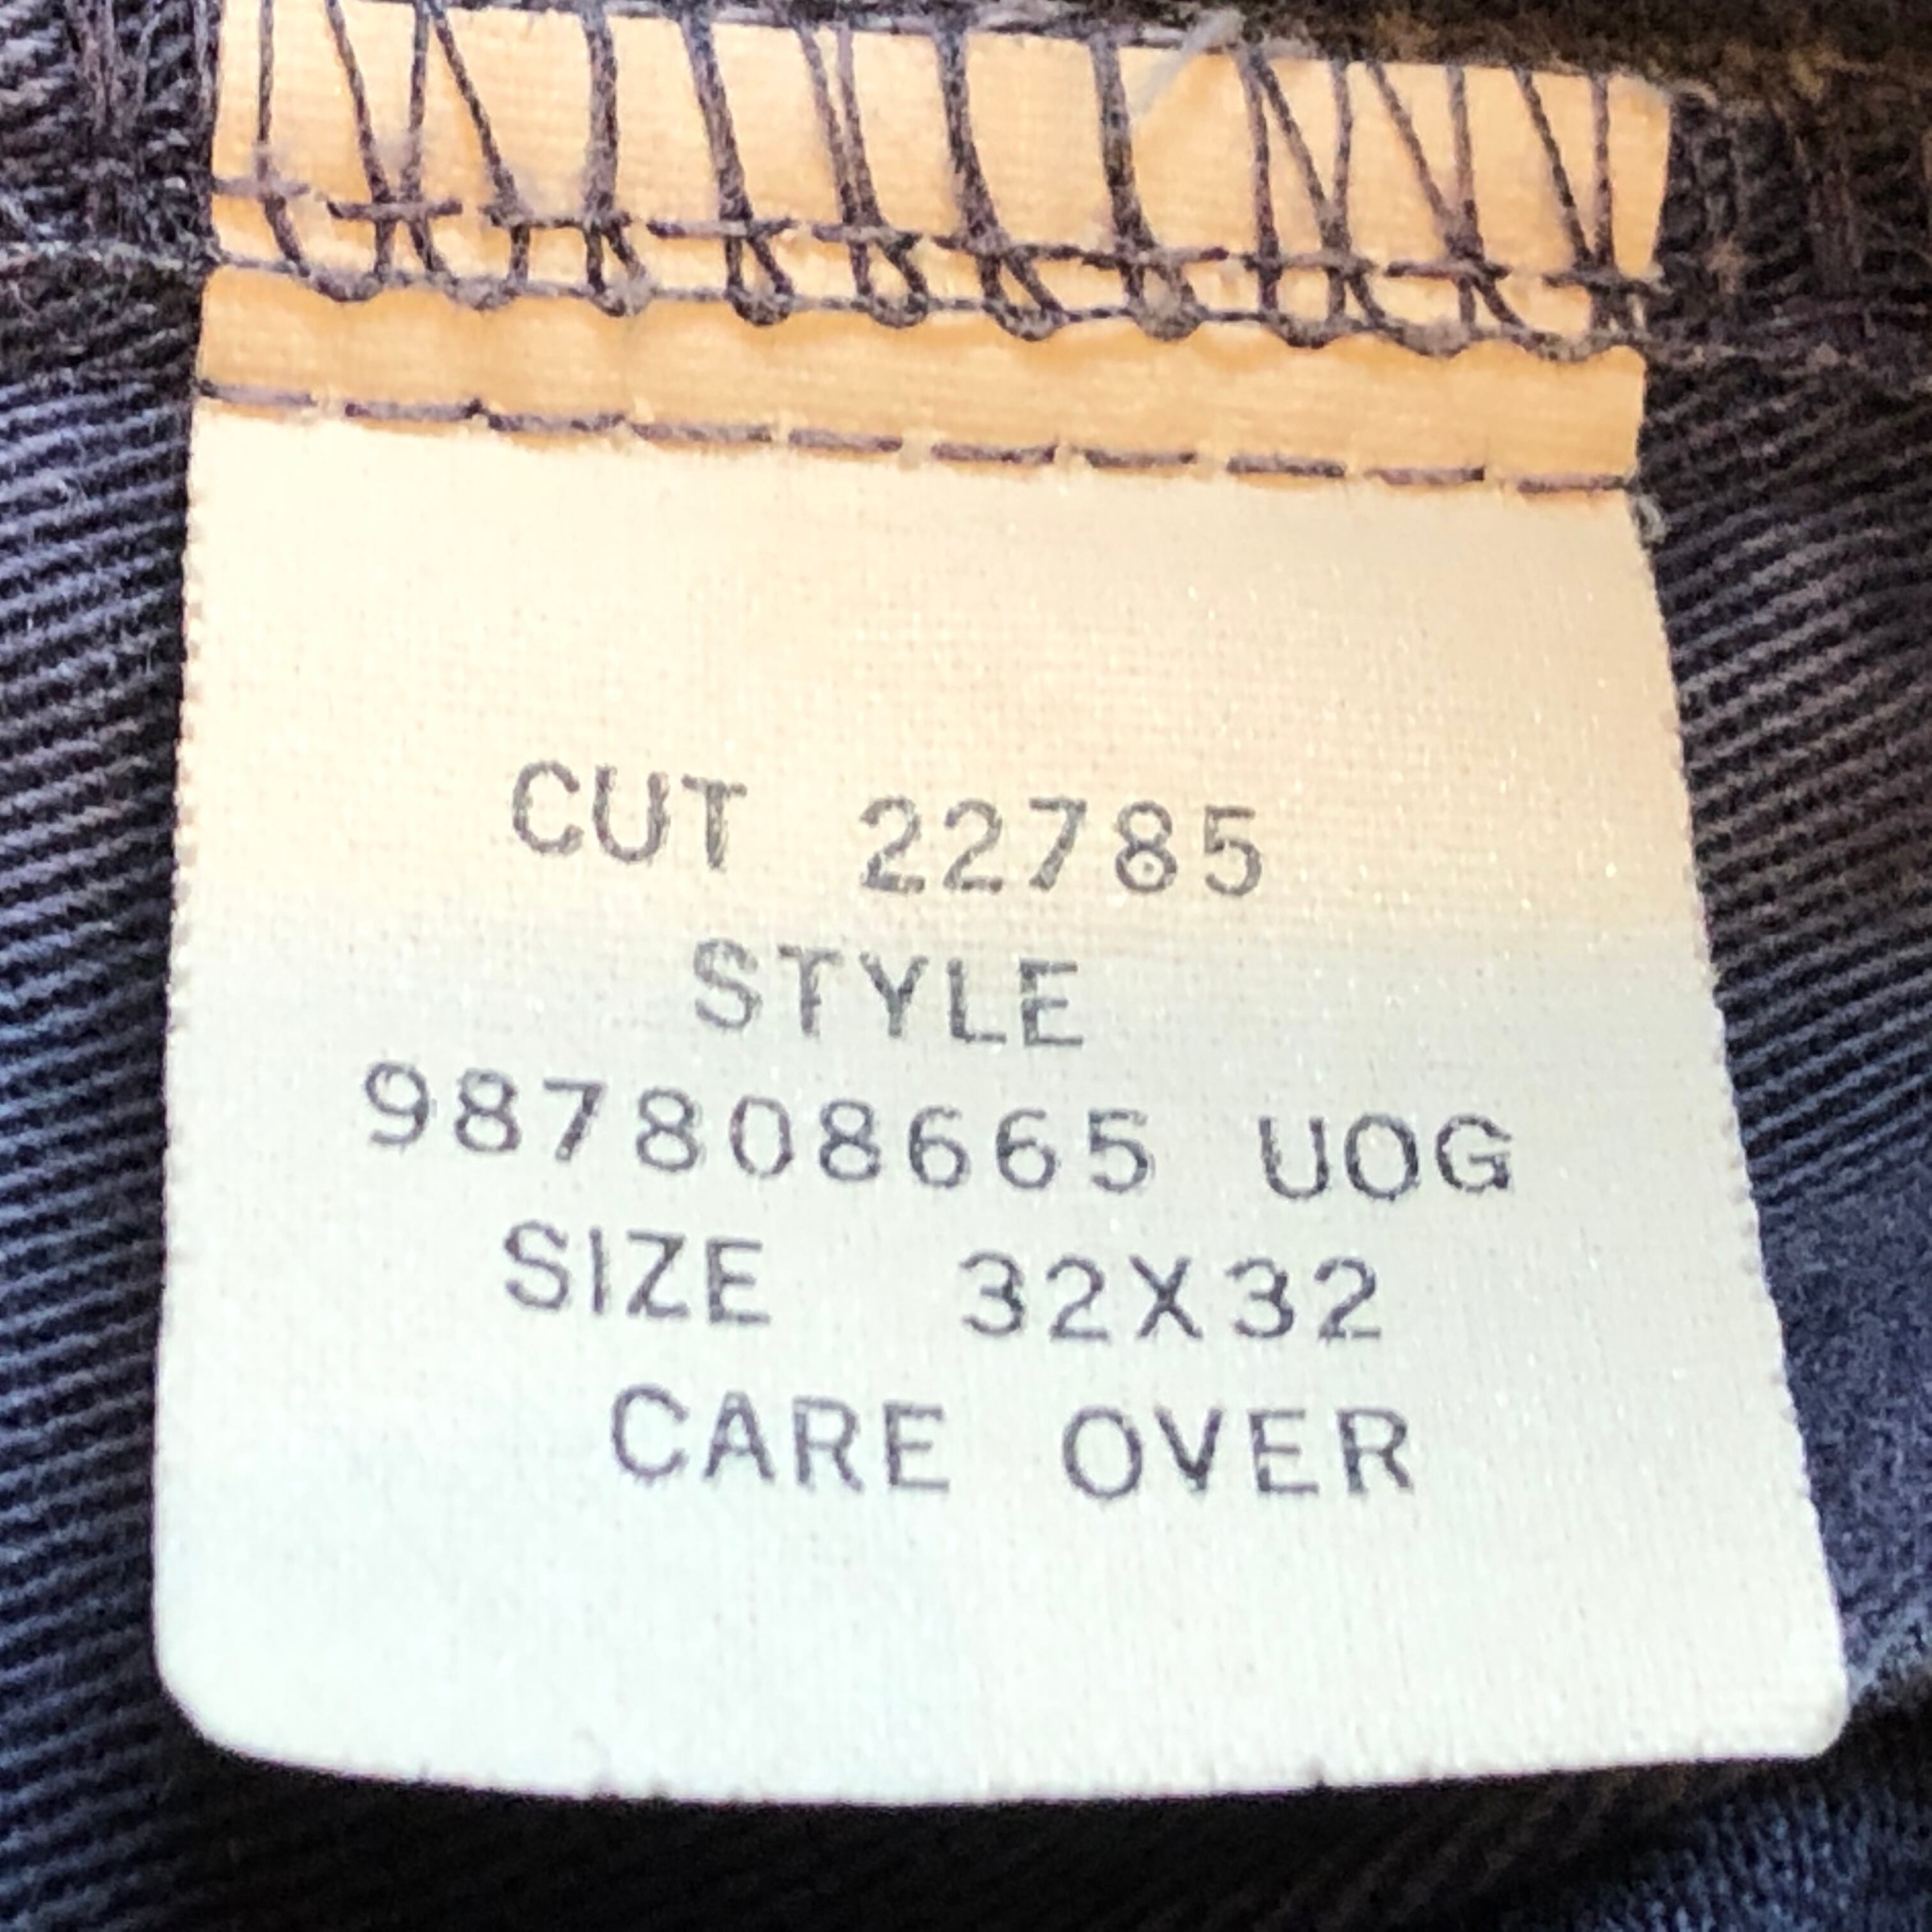 CUT 22785
STYLE
987808665 UOG
SIZE 32X32
CARE OVER